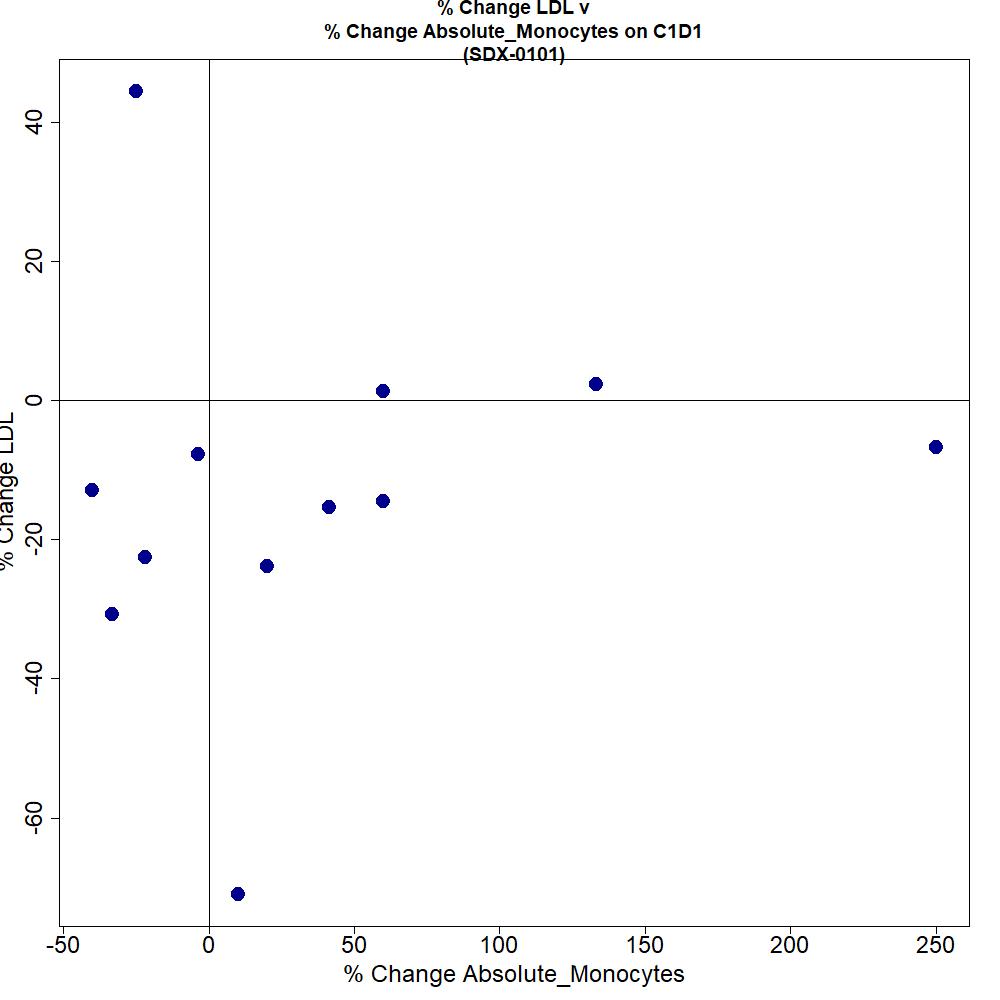 % Change LDL v
% Change Absolute_Monocytes on C1D1
(SDX-0101)
% Change LDL
40
20
0
-20
-40
-60
-50
0
50
100
150
200
250
% Change Absolute_Monocytes